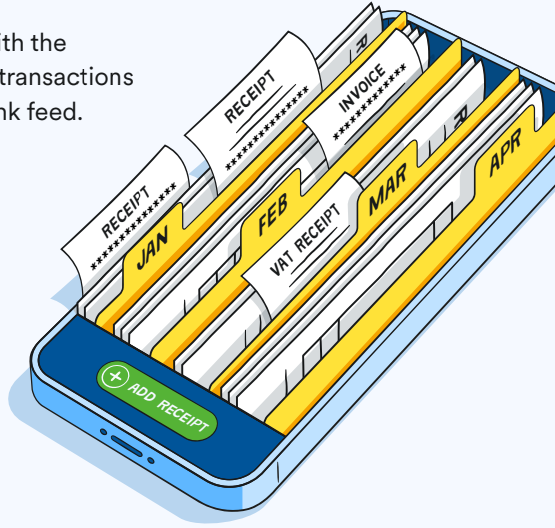 ith the
transactions
nk feed.
RECEIPT
INVOICE
RECEIPT
JAN
FEB
MAR
APR
VAT RECEIPT
ADD RECEIPT